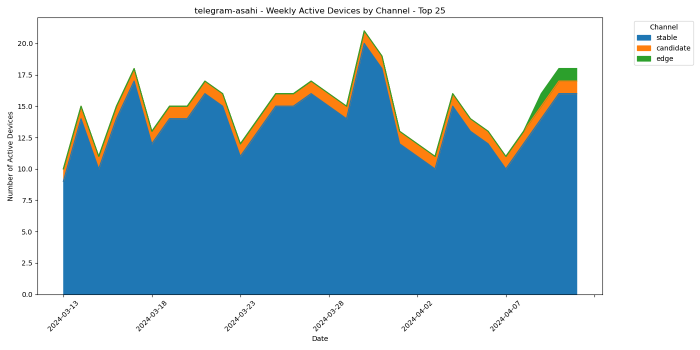 telegram-asahi - Weekly Active Devices by Channel - Top 25
Number of Active Devices
20.0
17.5
15.0
12.5
10.0
7.5
5.0
2.5
0.0
2024-03-13
2024-03-18
2024-03-23
2024-03-28
2024-04-02
2024-04-07
Date
Channel
stable
candidate
edge